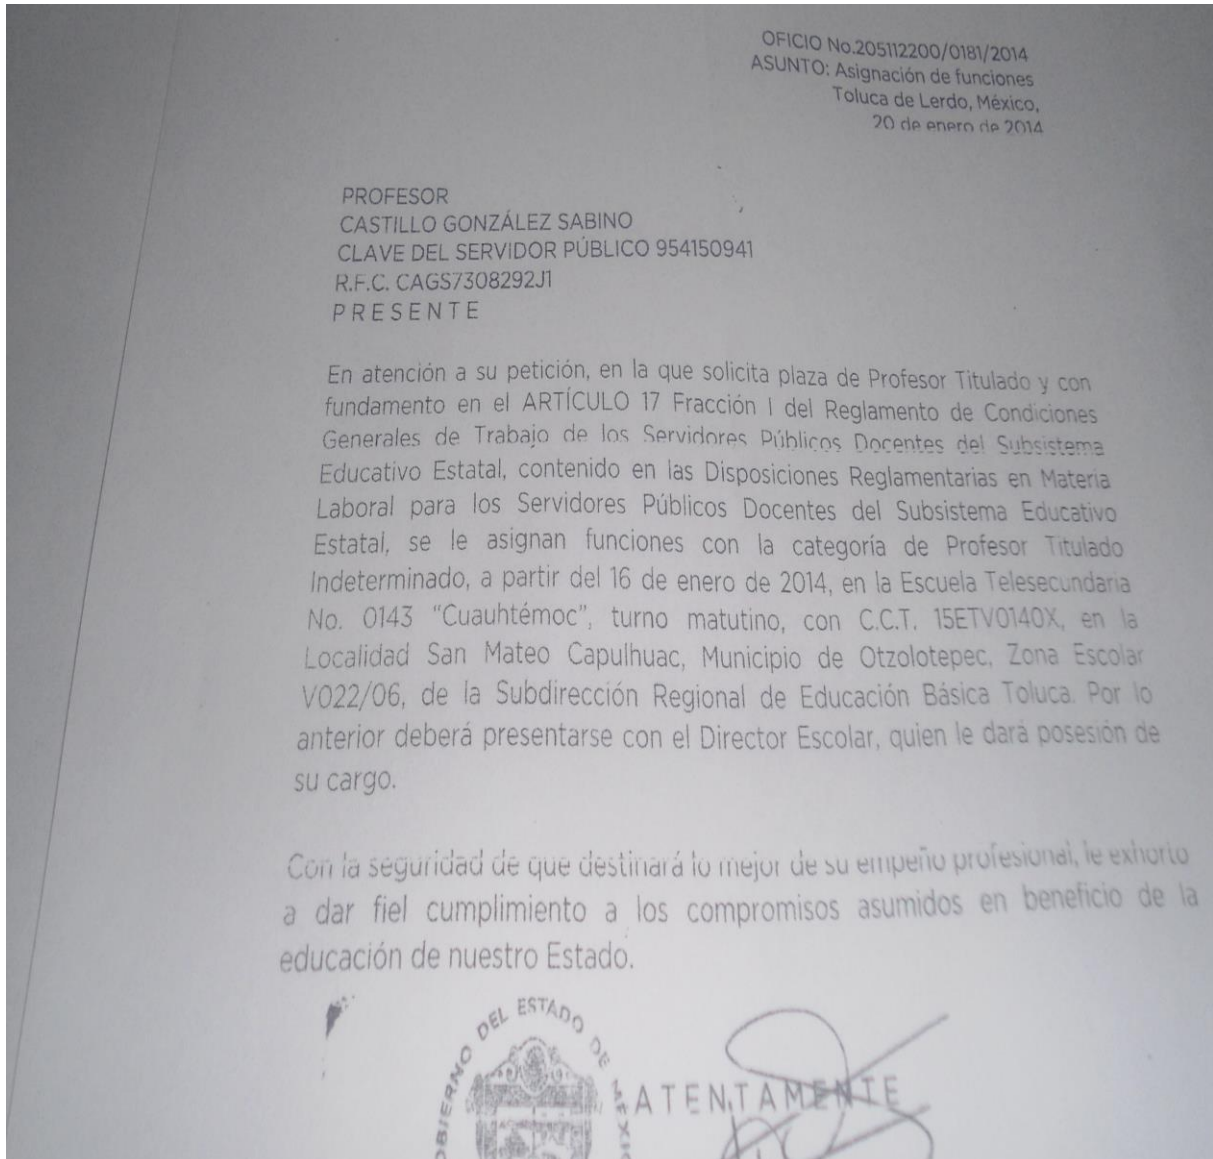 OFICIO No.205112200/0181/2014
ASUNTO: Asignación de funciones
Toluca de Lerdo, México,
20 de enero de 2014
PROFESOR
CASTILLO GONZÁLEZ SABINO
CLAVE DEL SERVIDOR PÚBLICO 954150941
R.F.C. CAGS7308292J1
P R E S E N T E
En atención a su petición, en la que solicita plaza de Profesor Titulado y con
fundamento en el ARTÍCULO 17 Fracción I del Reglamento de Condiciones
Generales de Trabajo de los Servidores Públicos Docentes del Subsistema
Educativo Estatal, contenido en las Disposiciones Reglamentarias en Materia
Laboral para los Servidores Públicos Docentes del Subsistema Educativo
Estatal, se le asignan funciones con la categoría de Profesor Titulado
Indeterminado, a partir del 16 de enero de 2014, en la Escuela Telesecundaria
No. 0143 "Cuauhtémoc", turno matutino, con C.C.T. 15ETV0140X, en la
Localidad San Mateo Capulhuac, Municipio de Otzolotepec, Zona Escolar
V022/06, de la Subdirección Regional de Educación Básica Toluca. Por lo
anterior deberá presentarse con el Director Escolar, quien le dará posesión de
su cargo.
Con la seguridad de que destinará lo mejor de su empeño profesional, le exhorto
a dar fiel cumplimiento a los compromisos asumidos en beneficio de la
educación de nuestro Estado.
DEL ESTADO DE
A T E N T A M E N T E